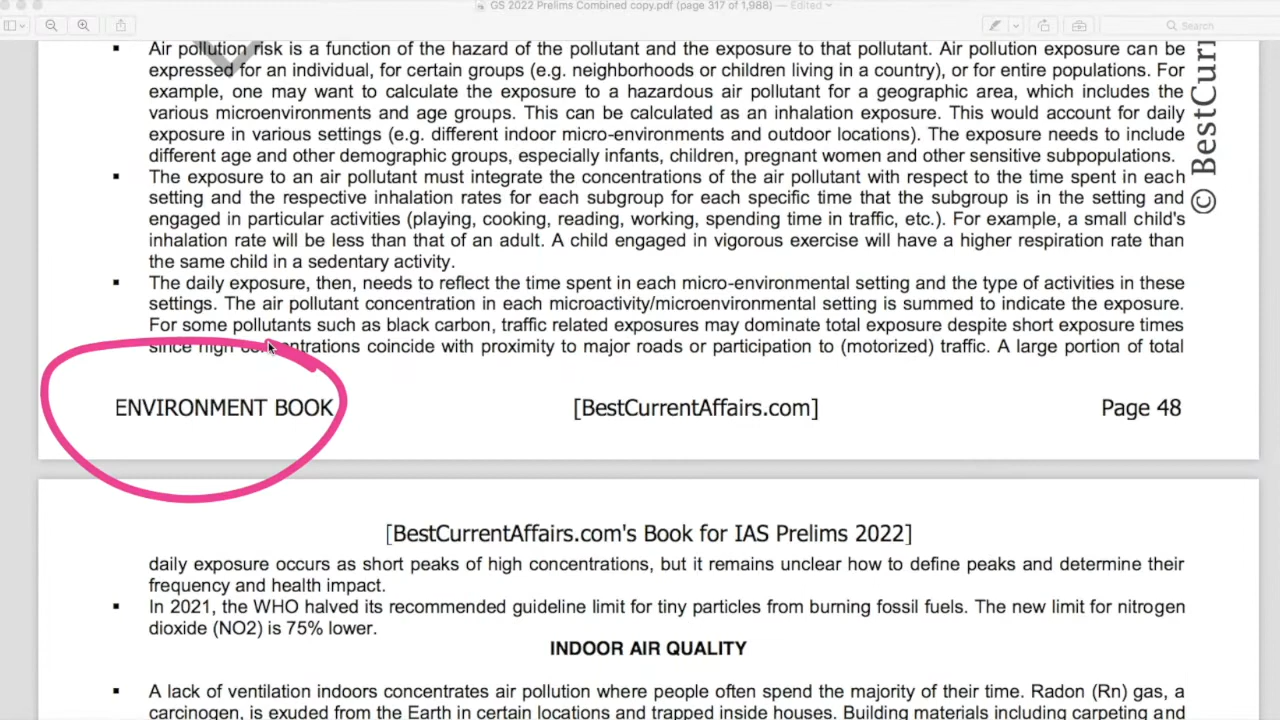 GS 2022 Prelims Combined copy.pdf (page 317 of 1,988) — Edited
Search
Air pollution risk is a function of the hazard of the pollutant and the exposure to that pollutant. Air pollution exposure can be
expressed for an individual, for certain groups (e.g. neighborhoods or children living in a country), or for entire populations. For
example, one may want to calculate the exposure to a hazardous air pollutant for a geographic area, which includes the
various microenvironments and age groups. This can be calculated as an inhalation exposure. This would account for daily
exposure in various settings (e.g. different indoor micro-environments and outdoor locations). The exposure needs to include
different age and other demographic groups, especially infants, children, pregnant women and other sensitive subpopulations.
The exposure to an air pollutant must integrate the concentrations of the air pollutant with respect to the time spent in each
setting and the respective inhalation rates for each subgroup for each specific time that the subgroup is in the setting and
engaged in particular activities (playing, cooking, reading, working, spending time in traffic, etc.). For example, a small child's
inhalation rate will be less than that of an adult. A child engaged in vigorous exercise will have a higher respiration rate than
the same child in a sedentary activity.
The daily exposure, then, needs to reflect the time spent in each micro-environmental setting and the type of activities in these
settings. The air pollutant concentration in each microactivity/microenvironmental setting is summed to indicate the exposure.
For some pollutants such as black carbon, traffic related exposures may dominate total exposure despite short exposure times
since high concentrations coincide with proximity to major roads or participation to (motorized) traffic. A large portion of total
© BestCurr
ENVIRONMENT BOOK [BestCurrentAffairs.com] Page 48
[BestCurrentAffairs.com's Book for IAS Prelims 2022]
daily exposure occurs as short peaks of high concentrations, but it remains unclear how to define peaks and determine their
frequency and health impact.
In 2021, the WHO halved its recommended guideline limit for tiny particles from burning fossil fuels. The new limit for nitrogen
dioxide (NO2) is 75% lower.
INDOOR AIR QUALITY
A lack of ventilation indoors concentrates air pollution where people often spend the majority of their time. Radon (Rn) gas, a
carcinogen, is exuded from the Earth in certain locations and trapped inside houses. Building materials including carpeting and